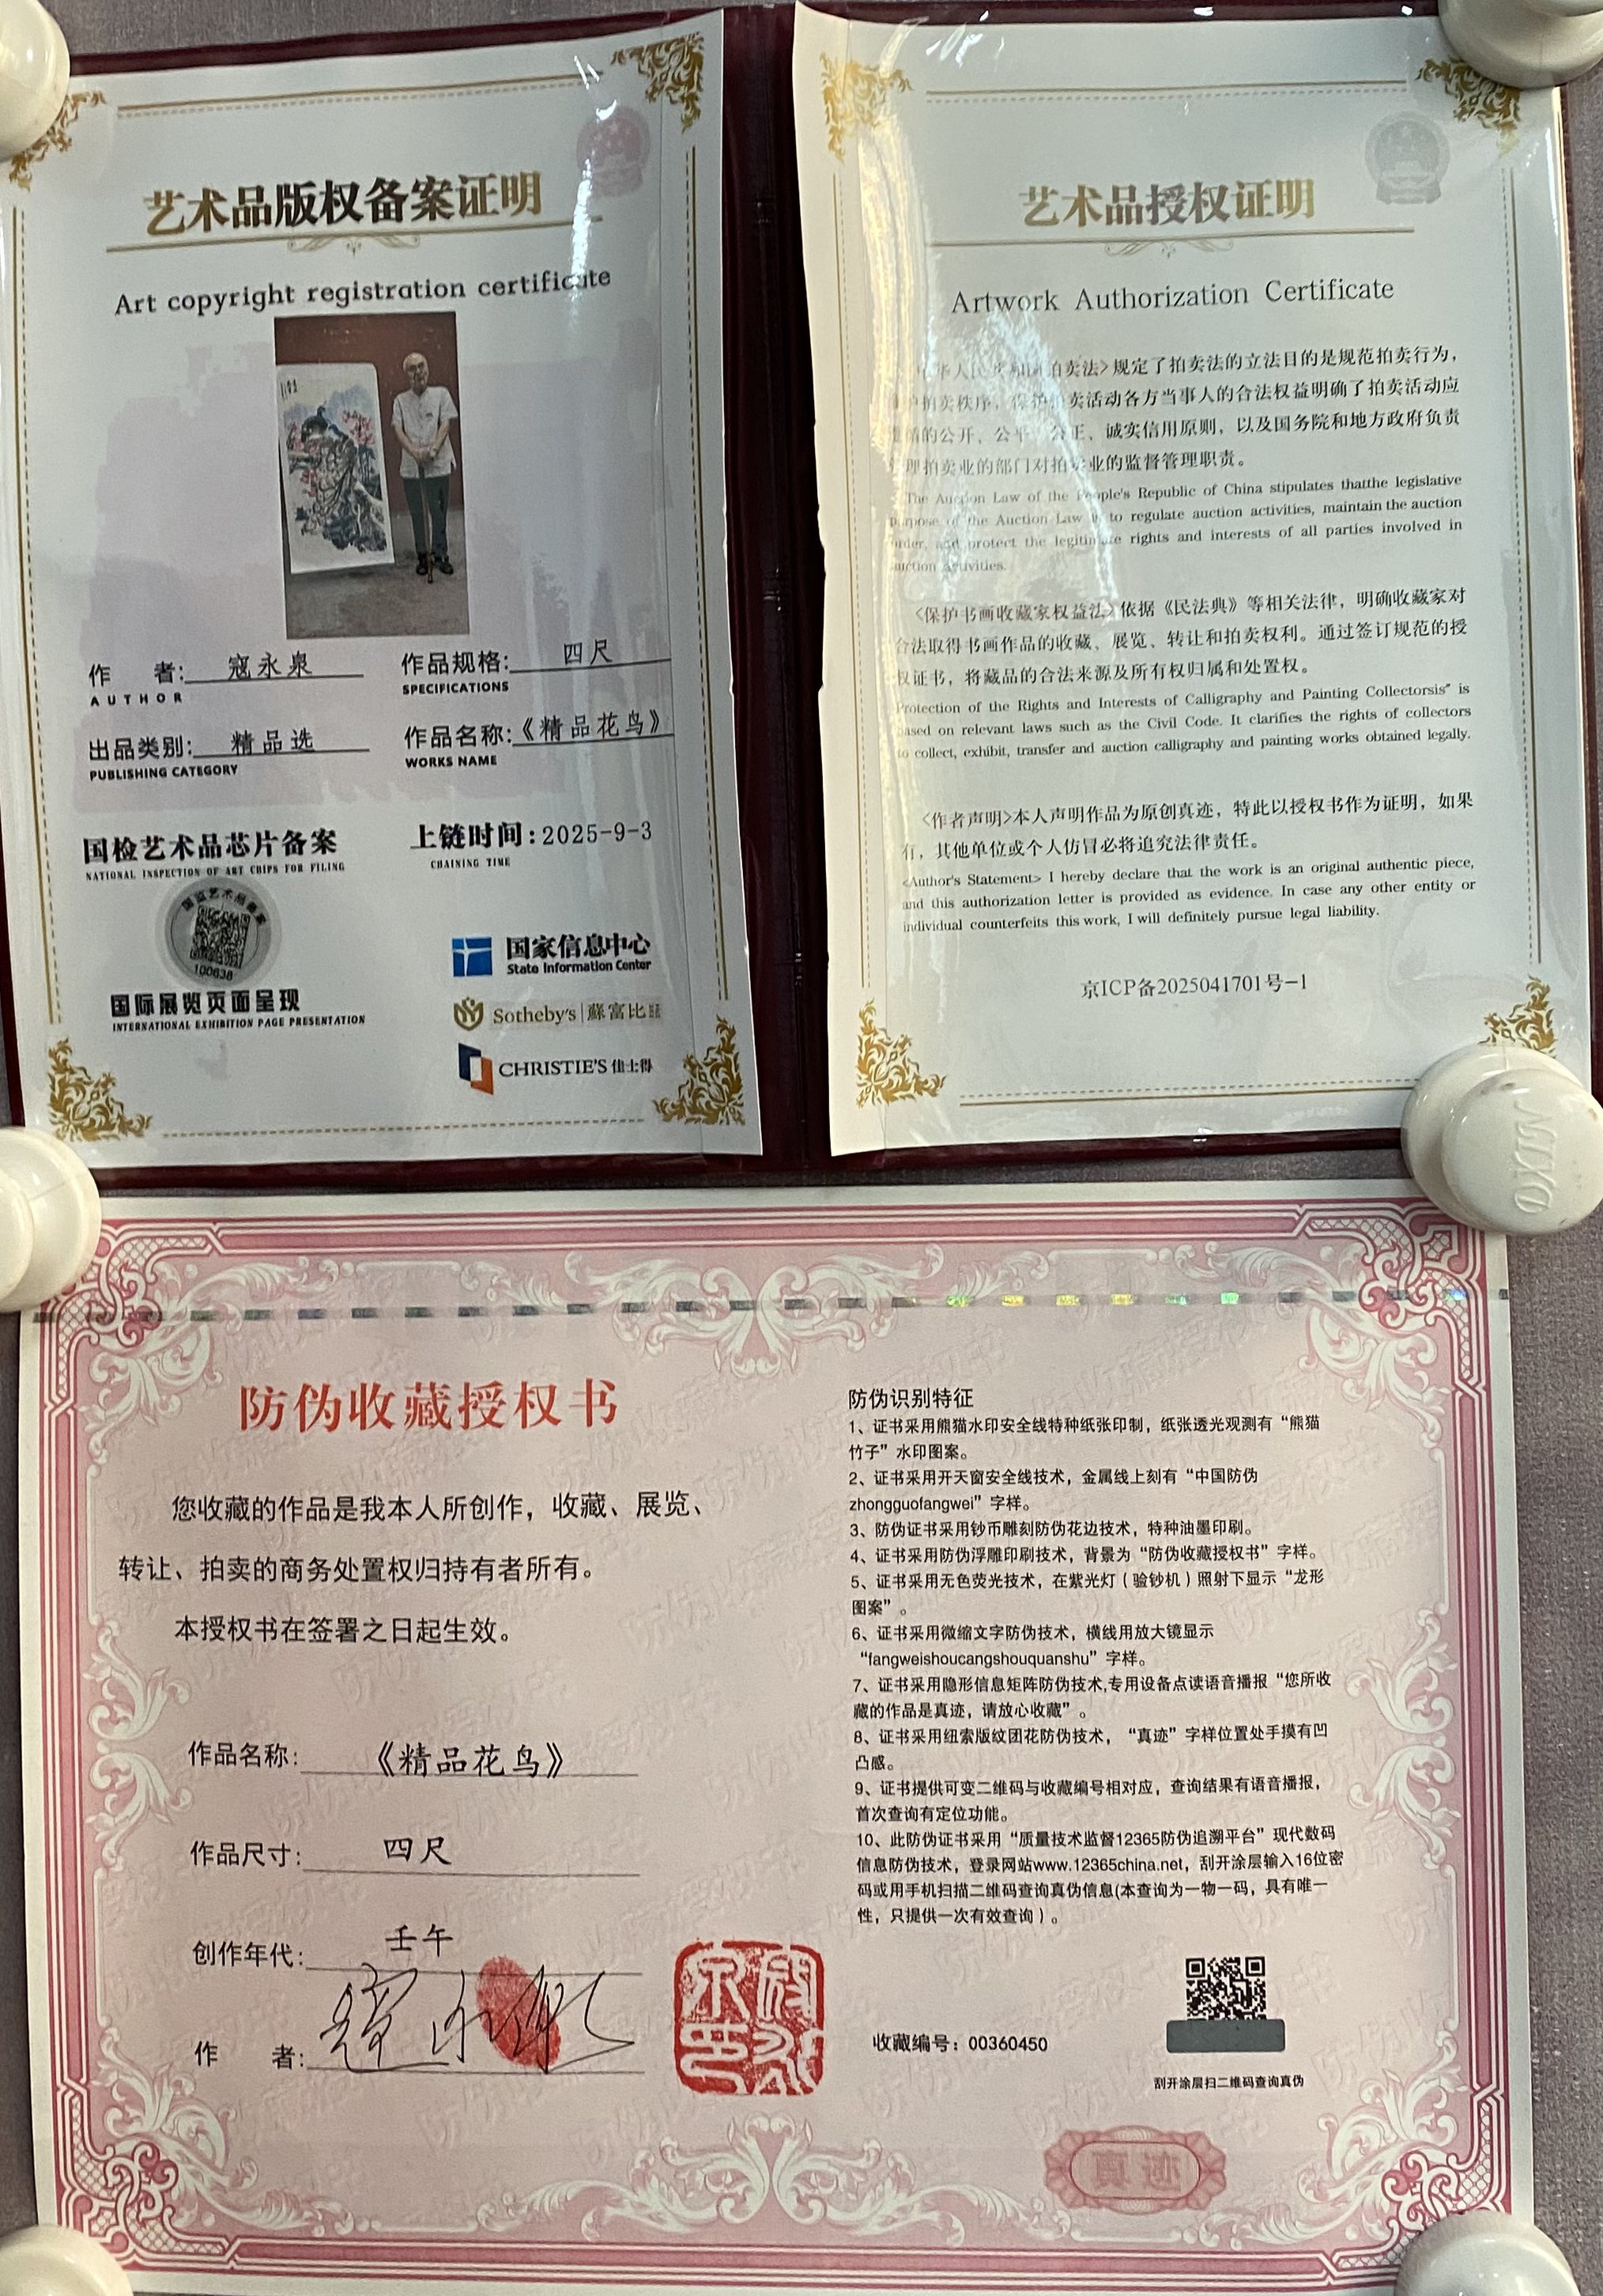 艺术品版权备案证明
Art copyright registration certificate
作 者: 寇永泉
AUTHOR
作品规格: 四尺
SPECIFICATIONS
出品类别: 精品选
PUBLISHING CATEGORY
作品名称:《精品花鸟》
WORKS NAME
国检艺术品芯片备案
NATIONAL INSPECTION OF ART CHIPS FOR FILING
上链时间:2025-9-3
CHAINING TIME
国监艺术品备案
100638
国际展览页面呈现
INTERNATIONAL EXHIBITION PAGE PRESENTATION
国家信息中心
State Information Center
Sotheby's 蘇富比
CHRISTIE'S 佳士得
艺术品授权证明
Artwork Authorization Certificate
华人民 拍卖法>规定了拍卖法的立法目的是规范拍卖行为，
护拍卖秩序，保护拍卖活动各方当事人的合法权益明确了拍卖活动应
的公开、公平、公正、诚实信用原则，以及国务院和地方政府负责
理拍卖业的部门对拍卖业的监督管理职责。
The Auction Law of the People's Republic of China stipulates thatthe legislative
purpose of the Auction Law is to regulate auction activities, maintain the auction
order, and protect the legitimate rights and interests of all parties involved in
auction activities.
<保护书画收藏家权益法>依据《民法典》等相关法律，明确收藏家对
合法取得书画作品的收藏、展览、转让和拍卖权利。通过签订规范的授
权证书，将藏品的合法来源及所有权归属和处置权。
Protection of the Rights and Interests of Calligraphy and Painting Collectorsis" is
based on relevant laws such as the Civil Code. It clarifies the rights of collectors
to collect, exhibit, transfer and auction calligraphy and painting works obtained legally.
<作者声明>本人声明作品为原创真迹，特此以授权书作为证明，如果
有，其他单位或个人仿冒必将追究法律责任。
<Author's Statement> I hereby declare that the work is an original authentic piece,
and this authorization letter is provided as evidence. In case any other entity or
individual counterfeits this work, I will definitely pursue legal liability.
京ICP备2025041701号-1
防伪收藏授权书
您收藏的作品是我本人所创作，收藏、展览、
转让、拍卖的商务处置权归持有者所有。
本授权书在签署之日起生效。
作品名称: 《精品花鸟》
作品尺寸: 四尺
创作年代: 壬午
作 者: 寇永泉
防伪识别特征
1、证书采用熊猫水印安全线特种纸张印制，纸张透光观测有“熊猫
竹子”水印图案。
2、证书采用开天窗安全线技术，金属线上刻有“中国防伪
zhongguofangwei”字样。
3、防伪证书采用钞币雕刻防伪花边技术，特种油墨印刷。
4、证书采用防伪浮雕印刷技术，背景为“防伪收藏授权书”字样。
5、证书采用无色荧光技术，在紫光灯（验钞机）照射下显示“龙形
图案”。
6、证书采用微缩文字防伪技术，横线用放大镜显示
“fangweishoucangshouquanshu”字样。
7、证书采用隐形信息矩阵防伪技术,专用设备点读语音播报“您所收
藏的作品是真迹，请放心收藏”。
8、证书采用纽索版纹团花防伪技术，“真迹”字样位置处手摸有凹
凸感。
9、证书提供可变二维码与收藏编号相对应，查询结果有语音播报，
首次查询有定位功能。
10、此防伪证书采用“质量技术监督12365防伪追溯平台”现代数码
信息防伪技术，登录网站www.12365china.net，刮开涂层输入16位密
码或用手机扫描二维码查询真伪信息(本查询为一物一码，具有唯一
性，只提供一次有效查询）。
收藏编号：00360450
刮开涂层扫二维码查询真伪